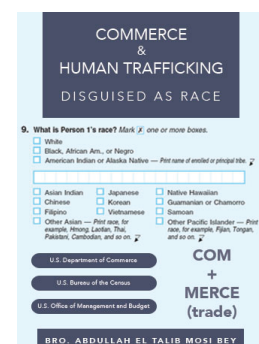 COMMERCE
&
HUMAN TRAFFICKING
DISGUISED AS RACE
9. What is Person 1's race? Mark X one or more boxes.
White
Black, African Am., or Negro
American Indian or Alaska Native — Print name of enrolled or principal tribe.
Asian Indian Japanese Native Hawaiian
Chinese Korean Guamanian or Chamorro
Filipino Vietnamese Samoan
Other Asian — Print race, for Other Pacific Islander — Print
example, Hmong, Laotian, Thai, race, for example, Fijian, Tongan,
Pakistani, Cambodian, and so on. and so on.
U.S. Department of Commerce
U.S. Bureau of the Census
U.S. Office of Management and Budget
COM
+
MERCE
(trade)
BRO. ABDULLAH EL TALIB MOSI BEY